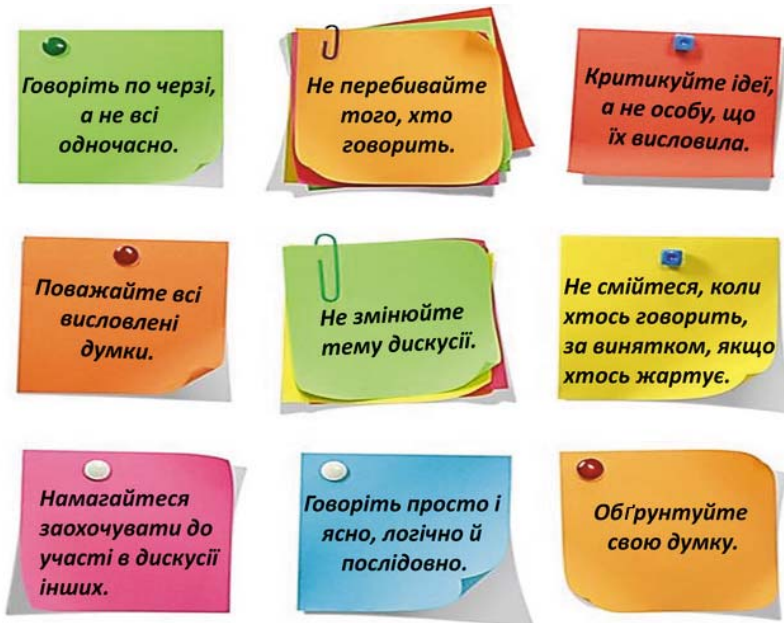 Говоріть по черзі,
а не всі
одночасно.
Не перебивайте
того, хто
говорить.
Критикуйте ідеї,
а не особу, що
їх висловила.
Поважайте всі
висловлені
думки.
Не змінюйте
тему дискусії.
Не смійтеся, коли
хтось говорить,
за винятком, якщо
хтось жартує.
Намагайтеся
заохочувати до
участі в дискусії
інших.
Говоріть просто і
ясно, логічно й
послідовно.
Обґрунтуйте
свою думку.